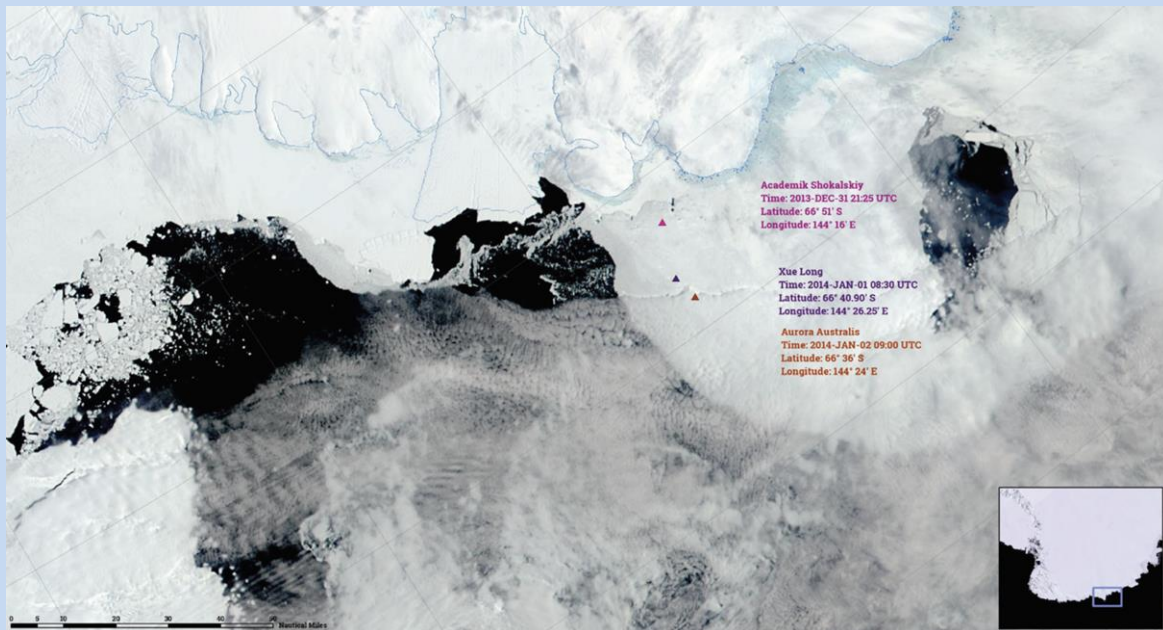 Academik Shokalskiy
Time: 2013-DEC-31 21:25 UTC
Latitude: 66° 51' S
Longitude: 144° 16' E
Xue Long
Time: 2014-JAN-01 08:30 UTC
Latitude: 66° 40.90' S
Longitude: 144° 26.25' E
Aurora Australis
Time: 2014-JAN-02 09:00 UTC
Latitude: 66° 36' S
Longitude: 144° 24' E
0 5 10 20 30 40 Nautical Miles